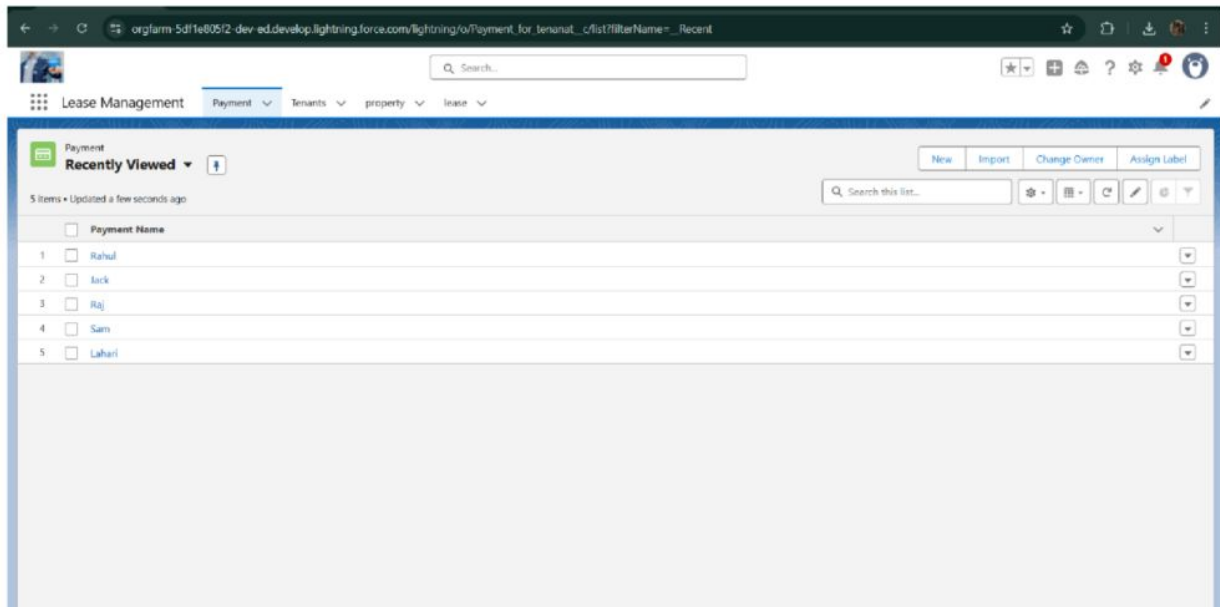 orgfarm-5df1e805f2-dev-ed.develop.lightning.force.com/lightning/o/Payment_for_tenanat__c/list?filterName=__Recent
Search...
Lease Management Payment Tenants property lease
Payment
Recently Viewed
New Import Change Owner Assign Label
5 items • Updated a few seconds ago
Search this list...
Payment Name
1 Rahul
2 Jack
3 Raj
4 Sam
5 Lahari